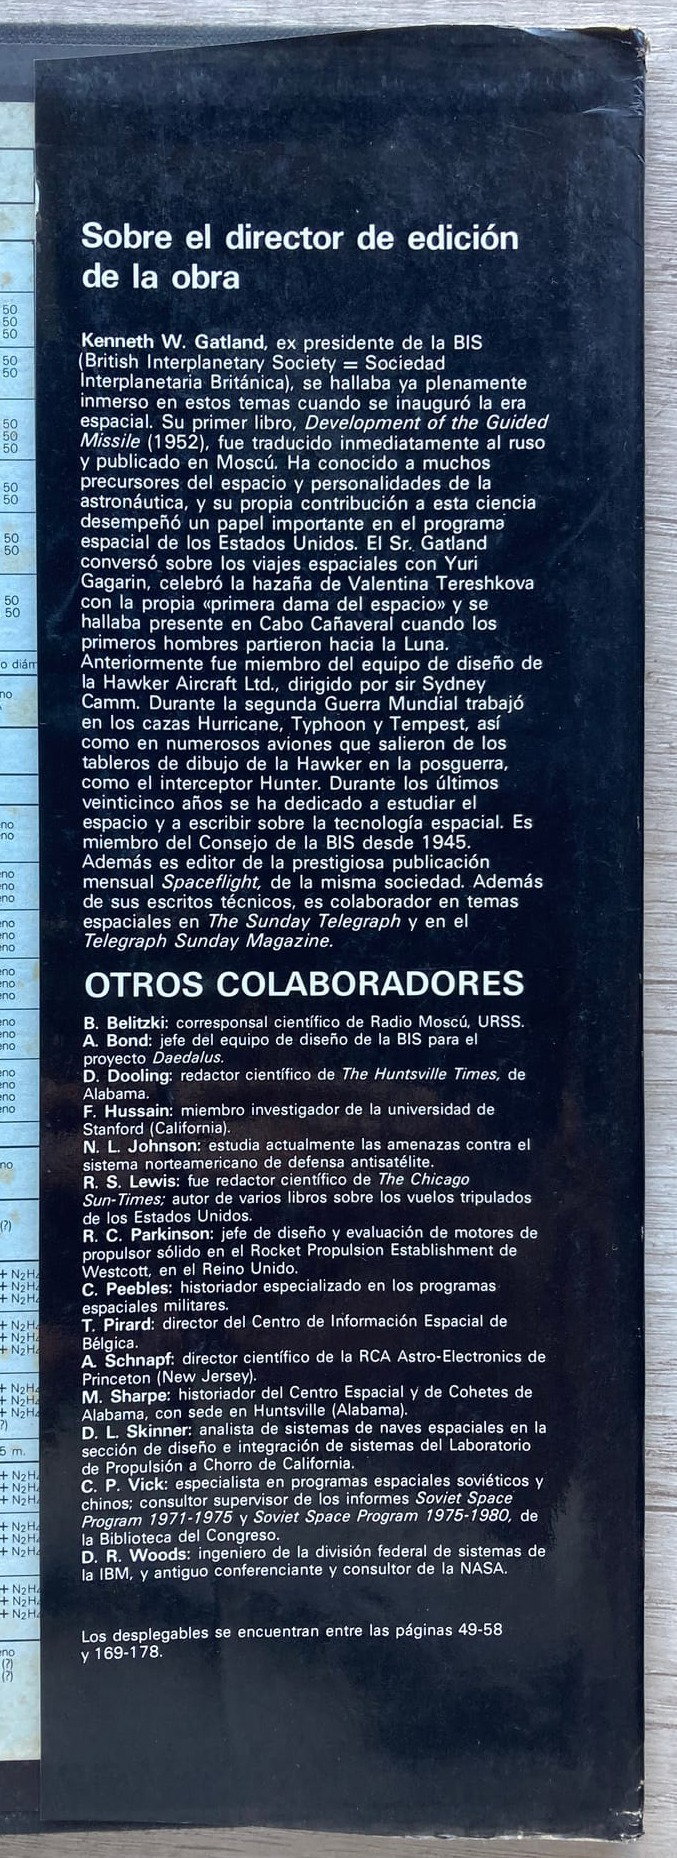 Sobre el director de edición
de la obra
Kenneth W. Gatland, ex presidente de la BIS
(British Interplanetary Society = Sociedad
Interplanetaria Británica), se hallaba ya plenamente
inmerso en estos temas cuando se inauguró la era
espacial. Su primer libro, Development of the Guided
Missile (1952), fue traducido inmediatamente al ruso
y publicado en Moscú. Ha conocido a muchos
precursores del espacio y personalidades de la
astronáutica, y su propia contribución a esta ciencia
desempeñó un papel importante en el programa
espacial de los Estados Unidos. El Sr. Gatland
conversó sobre los viajes espaciales con Yuri
Gagarin, celebró la hazaña de Valentina Tereshkova
con la propia «primera dama del espacio» y se
hallaba presente en Cabo Cañaveral cuando los
primeros hombres partieron hacia la Luna.
Anteriormente fue miembro del equipo de diseño de
la Hawker Aircraft Ltd., dirigido por sir Sydney
Camm. Durante la segunda Guerra Mundial trabajó
en los cazas Hurricane, Typhoon y Tempest, así
como en numerosos aviones que salieron de los
tableros de dibujo de la Hawker en la posguerra,
como el interceptor Hunter. Durante los últimos
veinticinco años se ha dedicado a estudiar el
espacio y a escribir sobre la tecnología espacial. Es
miembro del Consejo de la BIS desde 1945.
Además es editor de la prestigiosa publicación
mensual Spaceflight, de la misma sociedad. Además
de sus escritos técnicos, es colaborador en temas
espaciales en The Sunday Telegraph y en el
Telegraph Sunday Magazine.
OTROS COLABORADORES
B. Belitzki: corresponsal científico de Radio Moscú, URSS.
A. Bond: jefe del equipo de diseño de la BIS para el
proyecto Daedalus.
D. Dooling: redactor científico de The Huntsville Times, de
Alabama.
F. Hussain: miembro investigador de la universidad de
Stanford (California).
N. L. Johnson: estudia actualmente las amenazas contra el
sistema norteamericano de defensa antisatélite.
R. S. Lewis: fue redactor científico de The Chicago
Sun-Times; autor de varios libros sobre los vuelos tripulados
de los Estados Unidos.
R. C. Parkinson: jefe de diseño y evaluación de motores de
propulsor sólido en el Rocket Propulsion Establishment de
Westcott, en el Reino Unido.
C. Peebles: historiador especializado en los programas
espaciales militares.
T. Pirard: director del Centro de Información Espacial de
Bélgica.
A. Schnapf: director científico de la RCA Astro-Electronics de
Princeton (New Jersey).
M. Sharpe: historiador del Centro Espacial y de Cohetes de
Alabama, con sede en Huntsville (Alabama).
D. L. Skinner: analista de sistemas de naves espaciales en la
sección de diseño e integración de sistemas del Laboratorio
de Propulsión a Chorro de California.
C. P. Vick: especialista en programas espaciales soviéticos y
chinos; consultor supervisor de los informes Soviet Space
Program 1971-1975 y Soviet Space Program 1975-1980, de
la Biblioteca del Congreso.
D. R. Woods: ingeniero de la división federal de sistemas de
la IBM, y antiguo conferenciante y consultor de la NASA.
Los desplegables se encuentran entre las páginas 49-58
y 169-178.